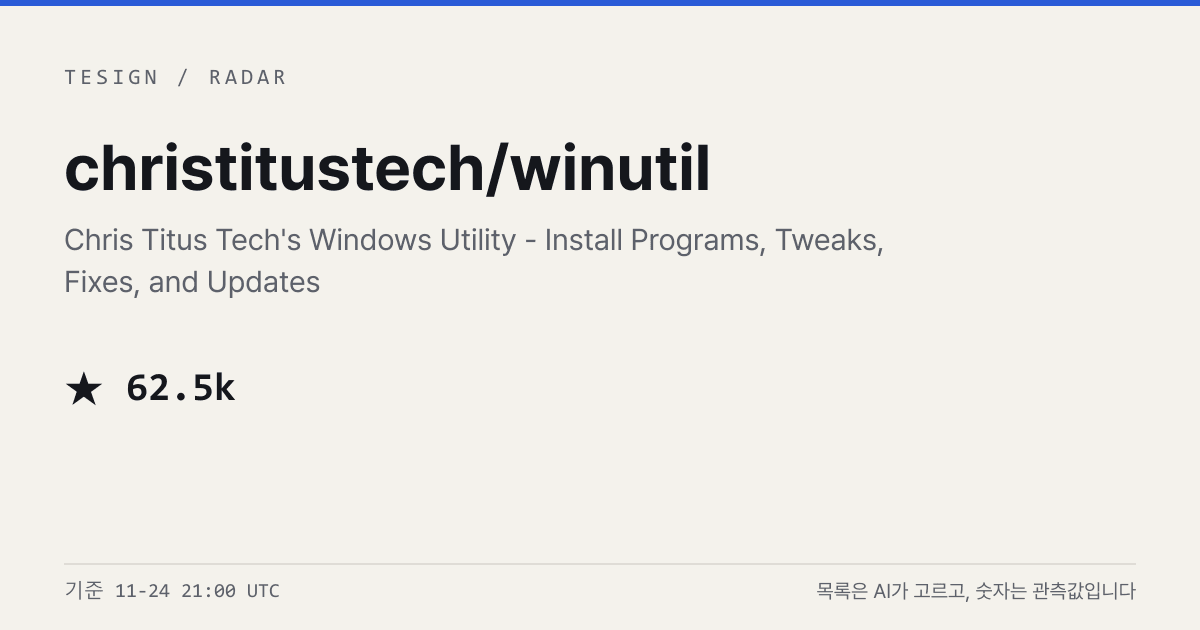 TESIGN / RADAR
christitustech/winutil
Chris Titus Tech's Windows Utility - Install Programs, Tweaks,
Fixes, and Updates
★ 62.5k
기준 11-24 21:00 UTC
목록은 AI가 고르고, 숫자는 관측값입니다